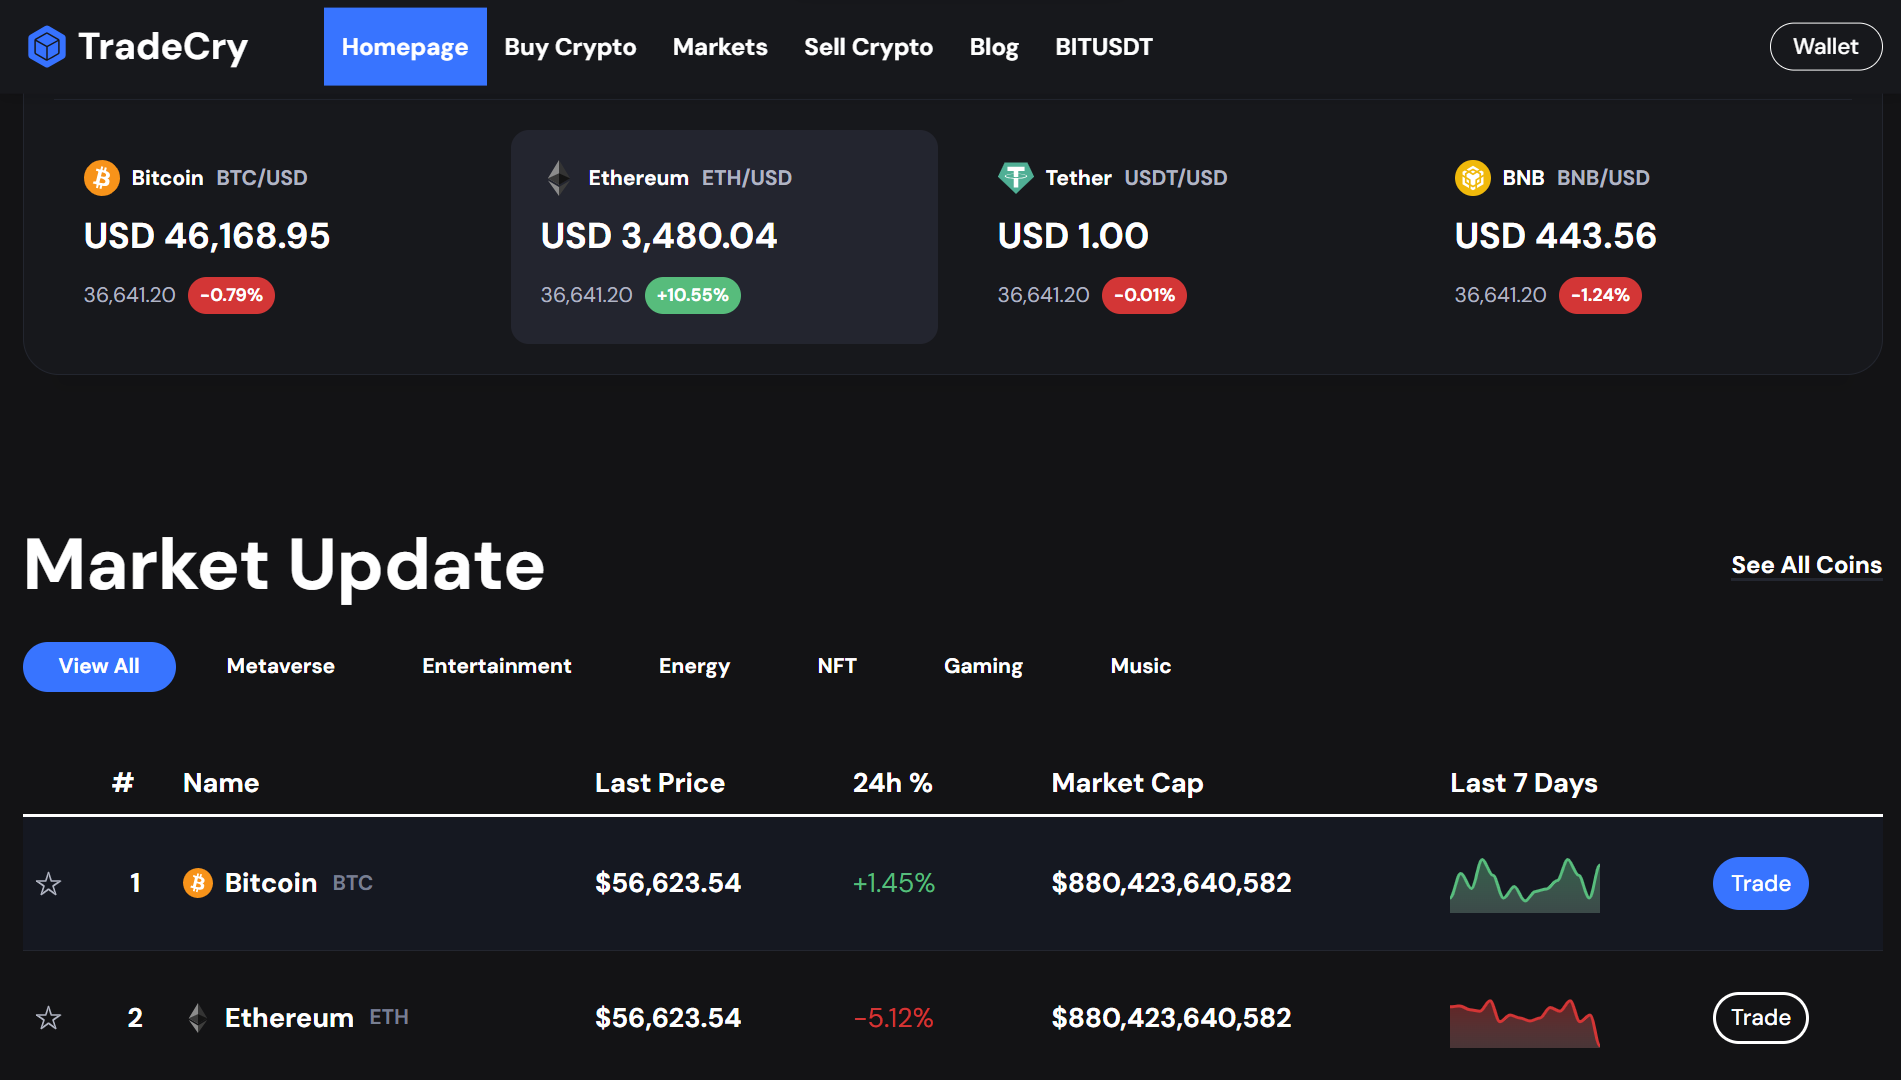 TradeCry Homepage Buy Crypto Markets Sell Crypto Blog BITUSDT Wallet
Bitcoin BTC/USD
USD 46,168.95
36,641.20 -0.79%
Ethereum ETH/USD
USD 3,480.04
36,641.20 +10.55%
Tether USDT/USD
USD 1.00
36,641.20 -0.01%
BNB BNB/USD
USD 443.56
36,641.20 -1.24%
Market Update
See All Coins
View All Metaverse Entertainment Energy NFT Gaming Music
# Name Last Price 24h % Market Cap Last 7 Days
1 Bitcoin BTC $56,623.54 +1.45% $880,423,640,582 Trade
2 Ethereum ETH $56,623.54 -5.12% $880,423,640,582 Trade